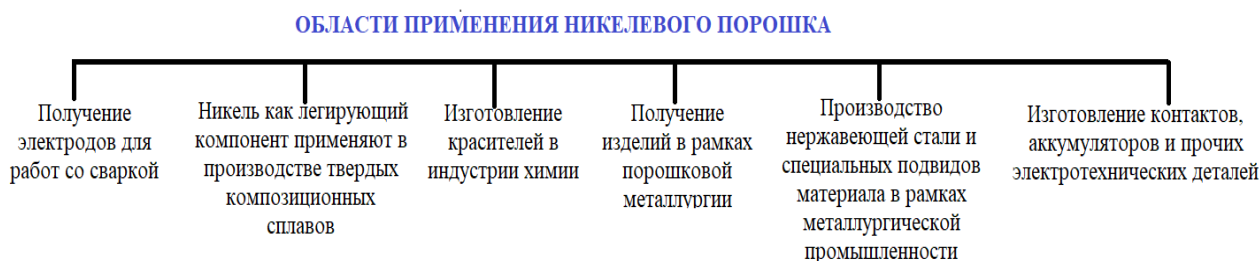 ОБЛАСТИ ПРИМЕНЕНИЯ НИКЕЛЕВОГО ПОРОШКА
Получение
электродов для
работ со сваркой
Никель как легирующий
компонент применяют в
производстве твердых
композиционных
сплавов
Изготовление
красителей в
индустрии химии
Получение
изделий в рамках
порошковой
металлургии
Производство
нержавеющей стали и
специальных подвидов
материала в рамках
металлургической
промышленности
Изготовление контактов,
аккумуляторов и прочих
электротехнических деталей